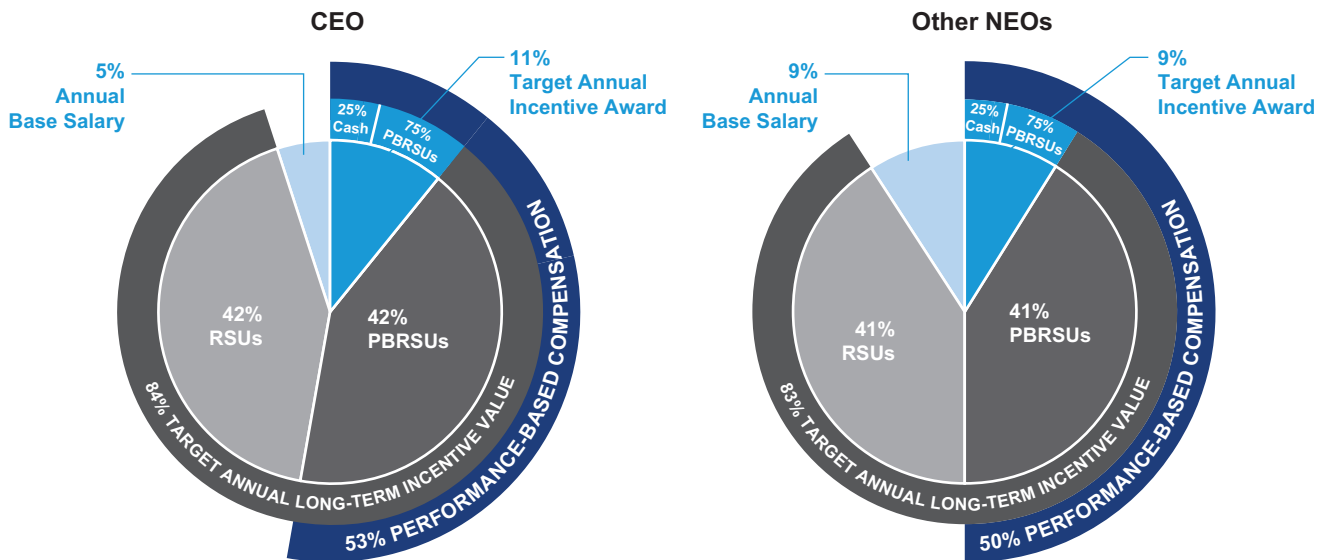 CEO
5%
Annual
Base Salary
11%
Target Annual
Incentive Award
25%
Cash
75%
PBRSUs
42%
RSUs
42%
PBRSUs
84% TARGET ANNUAL LONG-TERM INCENTIVE VALUE
53% PERFORMANCE-BASED COMPENSATION
Other NEOs
9%
Annual
Base Salary
9%
Target Annual
Incentive Award
25%
Cash
75%
PBRSUs
41%
RSUs
41%
PBRSUs
83% TARGET ANNUAL LONG-TERM INCENTIVE VALUE
50% PERFORMANCE-BASED COMPENSATION